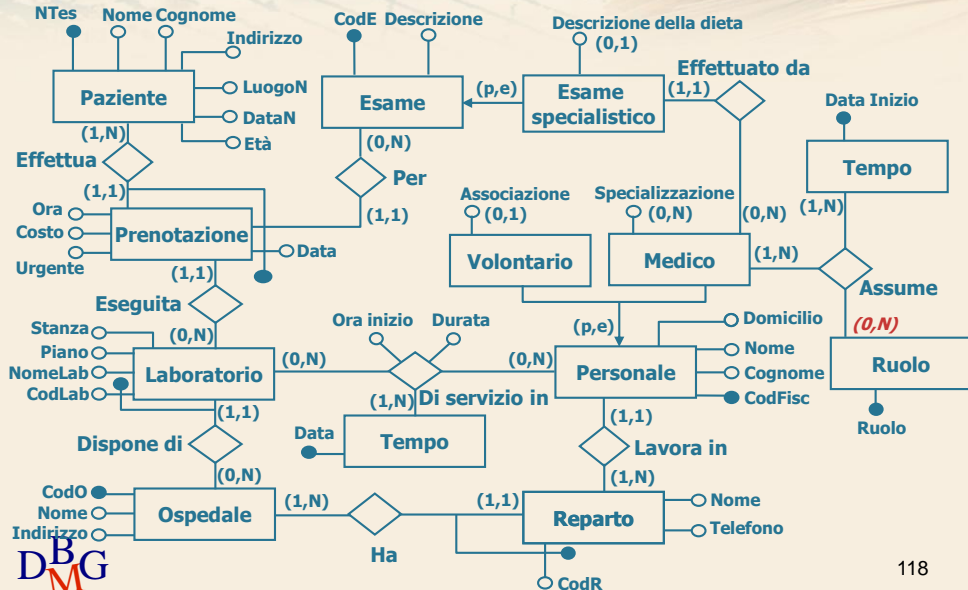 NTes
Nome Cognome
Indirizzo
Paziente
LuogoN
DataN
Età
(1,N)
Effettua
(1,1)
CodE Descrizione
Esame
(0,N)
Per
(1,1)
(p,e)
Descrizione della dieta
(0,1)
Esame
specialistico
(1,1)
Effettuato da
(0,N)
Data Inizio
Tempo
(1,N)
Ora
Costo
Urgente
Prenotazione
Data
(1,1)
Eseguita
(0,N)
Associazione
(0,1)
Volontario
Specializzazione
(0,N)
Medico
(1,N)
Assume
(0,N)
Ruolo
Ruolo
Stanza
Piano
NomeLab
CodLab
Laboratorio
(0,N)
Ora inizio
Durata
(0,N)
(1,N)
Di servizio in
Data
Tempo
(p,e)
Personale
Domicilio
Nome
Cognome
CodFisc
(1,1)
Lavora in
(1,N)
(1,1)
Dispone di
(0,N)
CodO
Nome
Indirizzo
Ospedale
(1,N)
Ha
(1,1)
Reparto
Nome
Telefono
CodR
DBMG
118